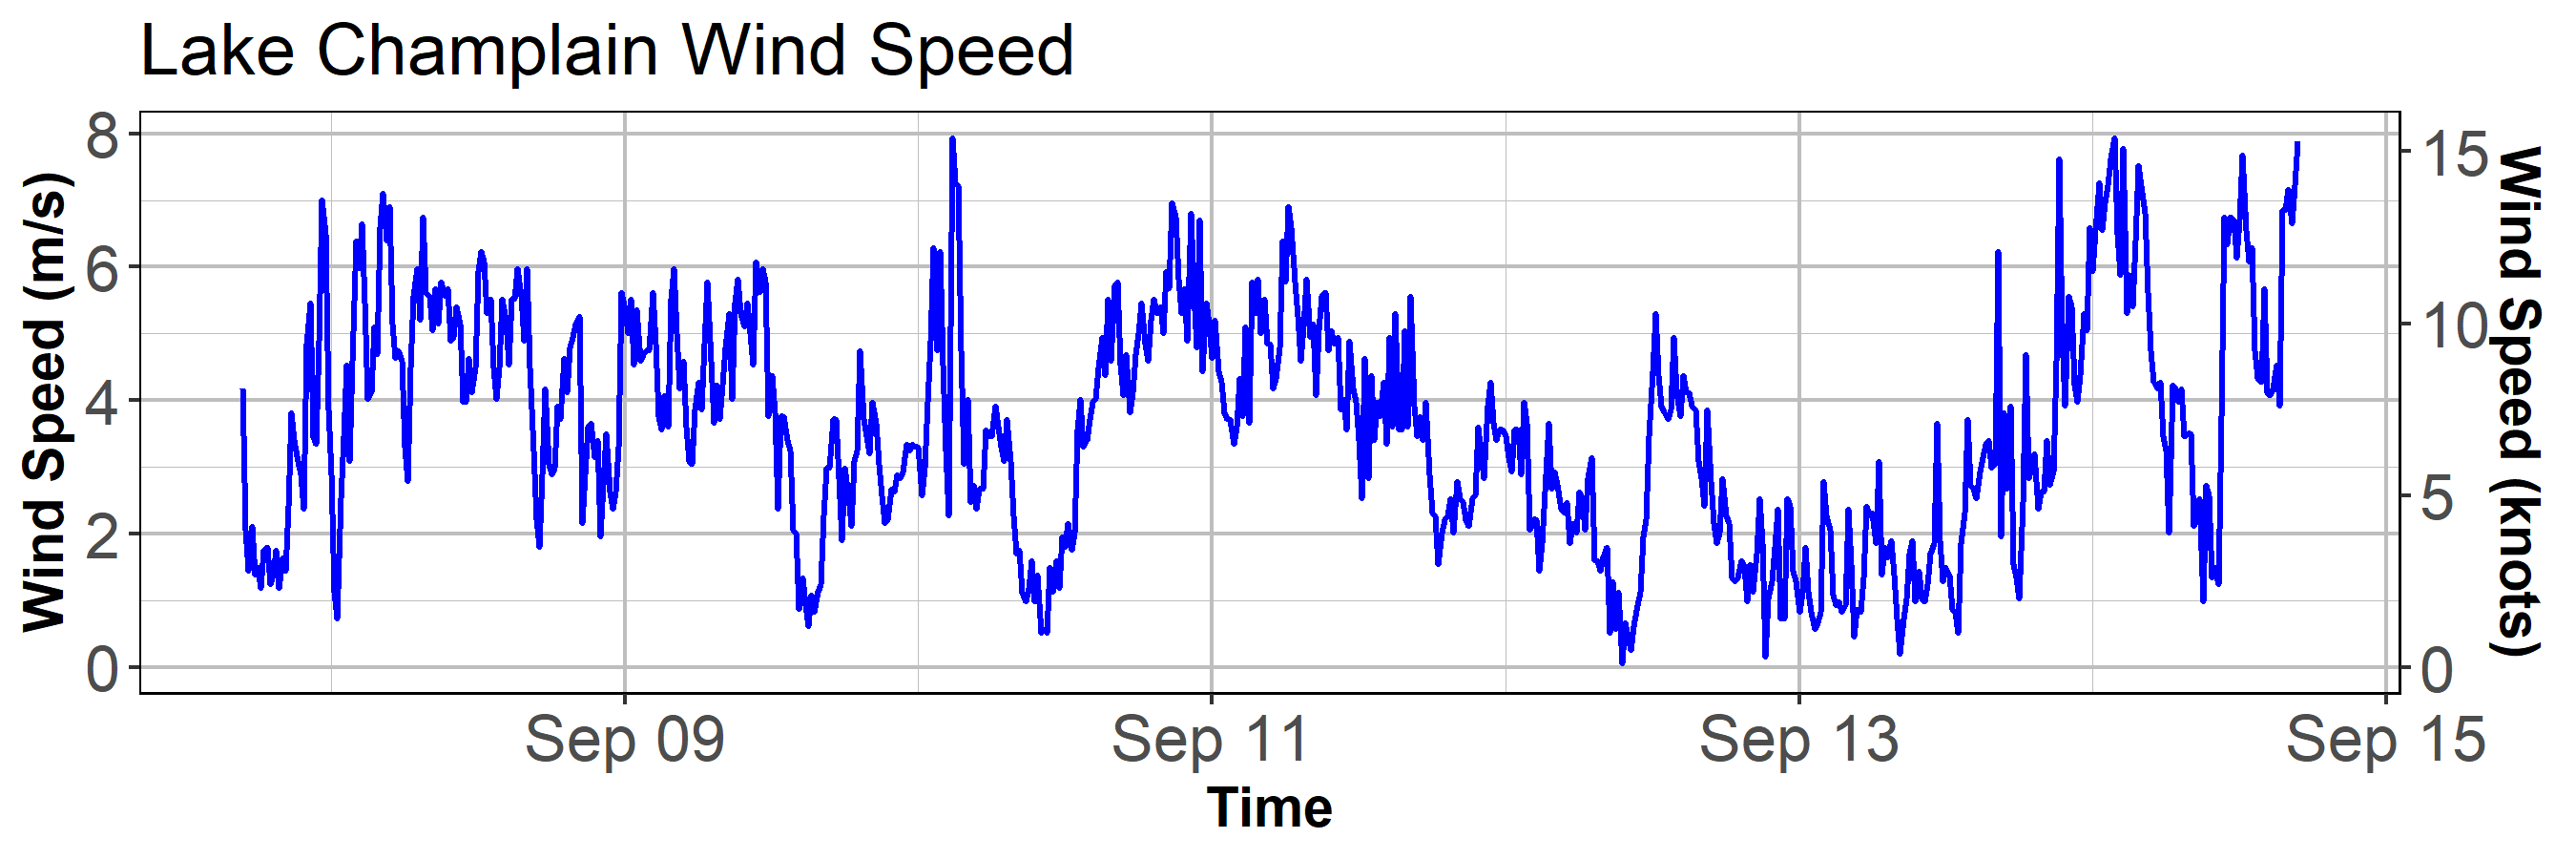 Lake Champlain Wind Speed
Wind Speed (m/s)
8
6
4
2
0
15
10
5
0
Wind Speed (knots)
Sep 09
Sep 11
Sep 13
Sep 15
Time